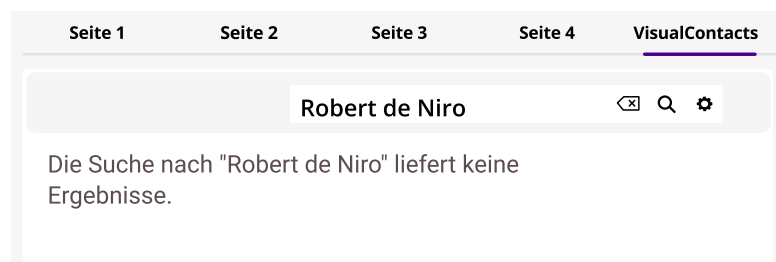 Seite 1 Seite 2 Seite 3 Seite 4 VisualContacts
Robert de Niro
Die Suche nach "Robert de Niro" liefert keine
Ergebnisse.